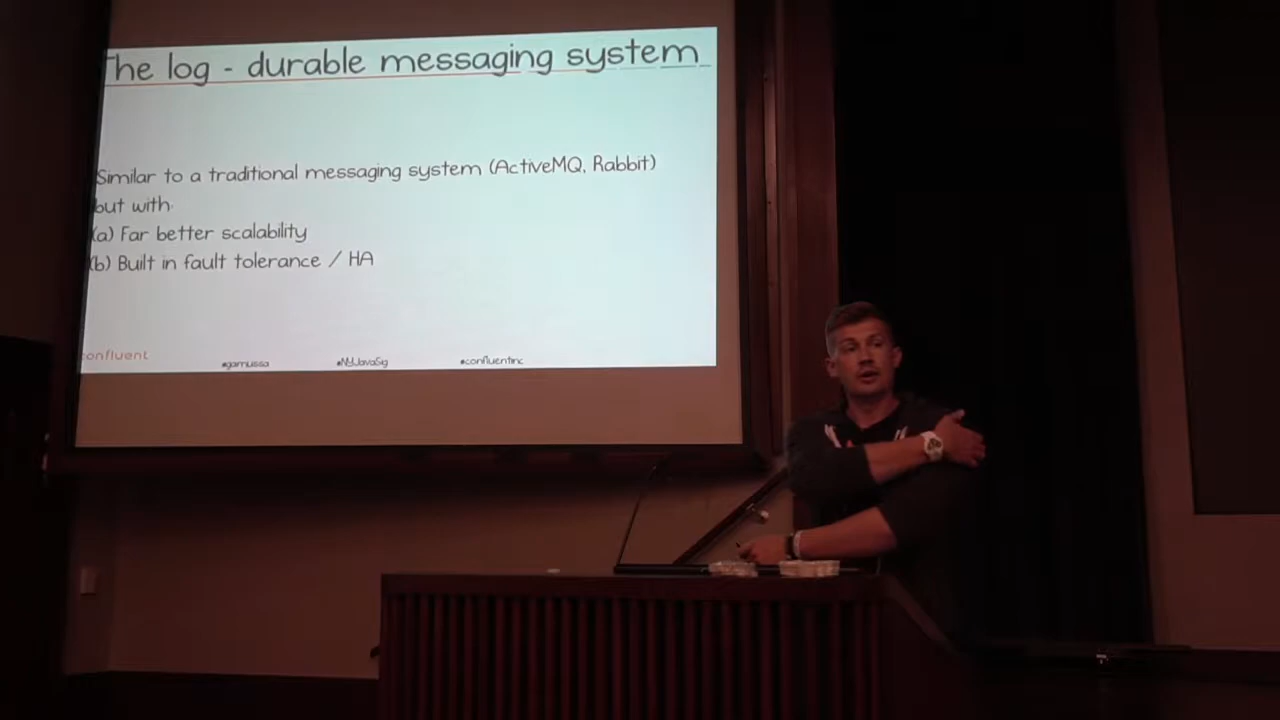 The log - durable messaging system
Similar to a traditional messaging system (ActiveMQ, Rabbit)
but with:
(a) Far better scalability
(b) Built in fault tolerance / HA
confluent
@gamussa
#NYJavaSig
@confluentinc